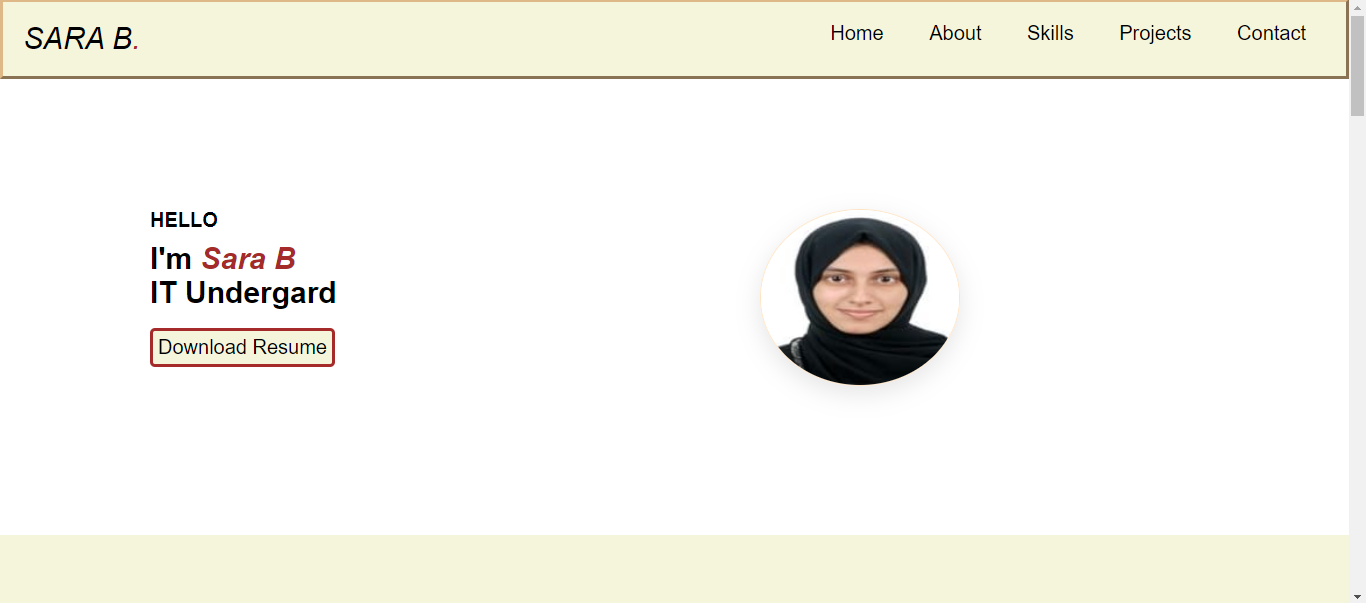 SARA B.
Home About Skills Projects Contact
HELLO
I'm Sara B
IT Undergard
Download Resume